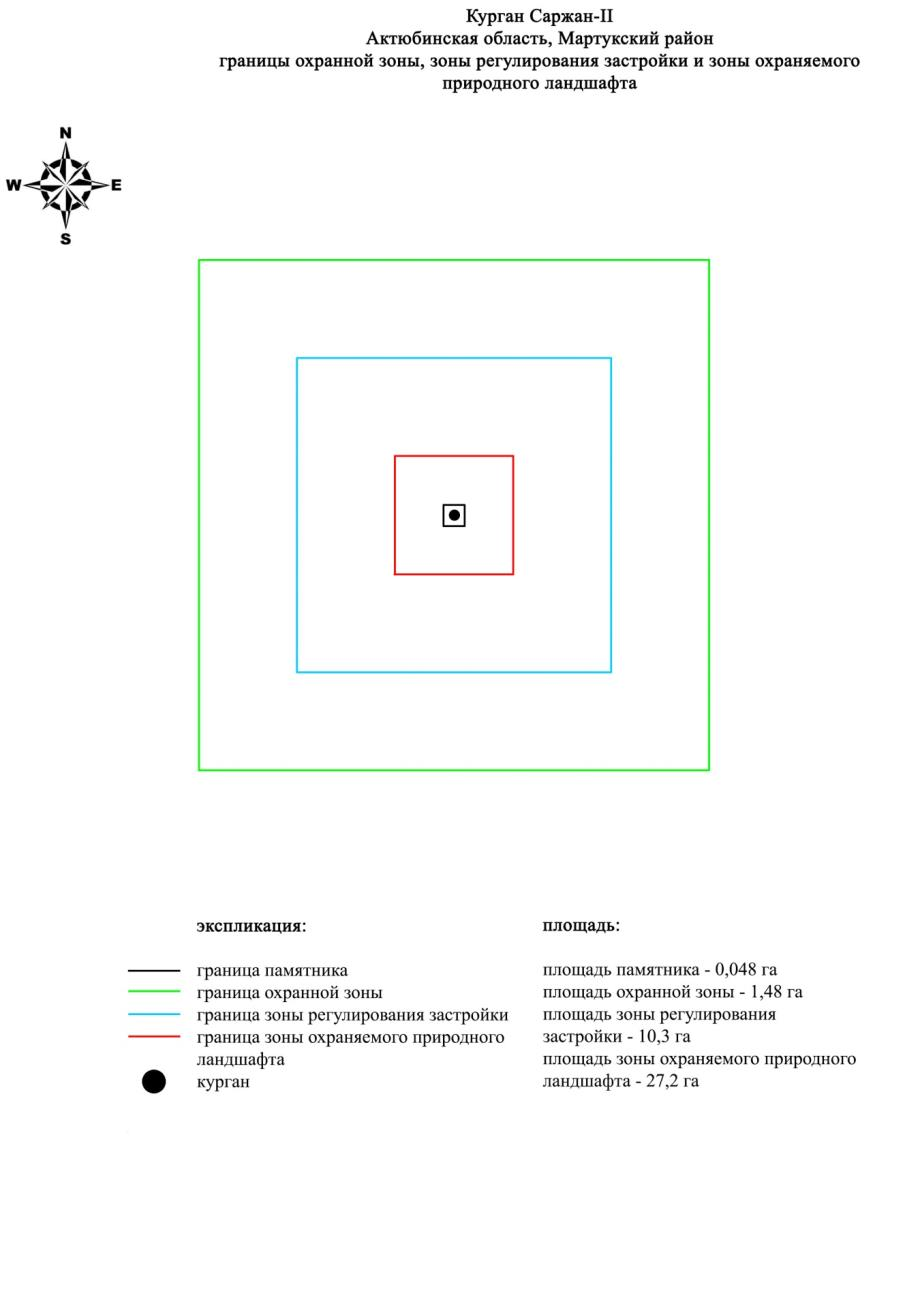 Курган Саржан-II
Актюбинская область, Мартукский район
границы охранной зоны, зоны регулирования застройки и зоны охраняемого
природного ландшафта
N
W E
S
экспликация:
граница памятника
граница охранной зоны
граница зоны регулирования застройки
граница зоны охраняемого природного
ландшафта
курган
площадь:
площадь памятника - 0,048 га
площадь охранной зоны - 1,48 га
площадь зоны регулирования
застройки - 10,3 га
площадь зоны охраняемого природного
ландшафта - 27,2 га